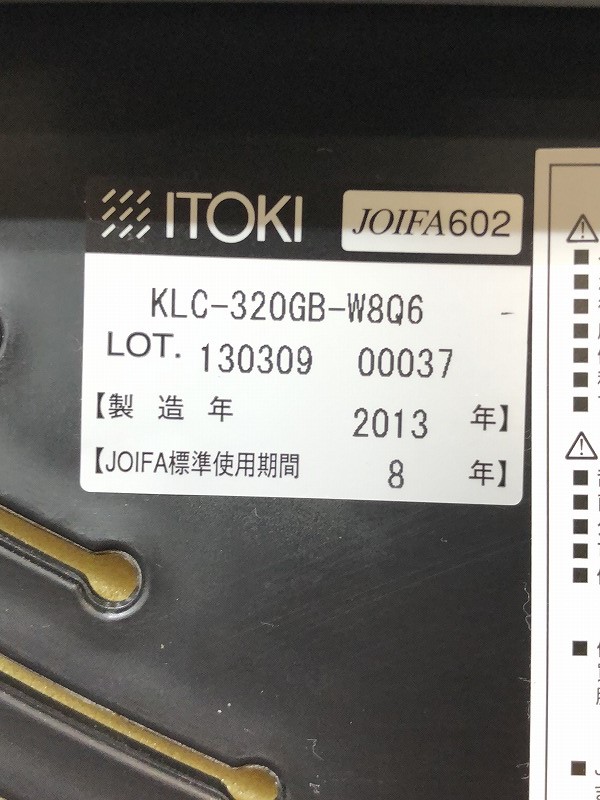 ITOKI JOIFA602
KLC-320GB-W8Q6 -
LOT. 130309 00037
【製造年 2013 年】
【JOIFA標準使用期間 8 年】